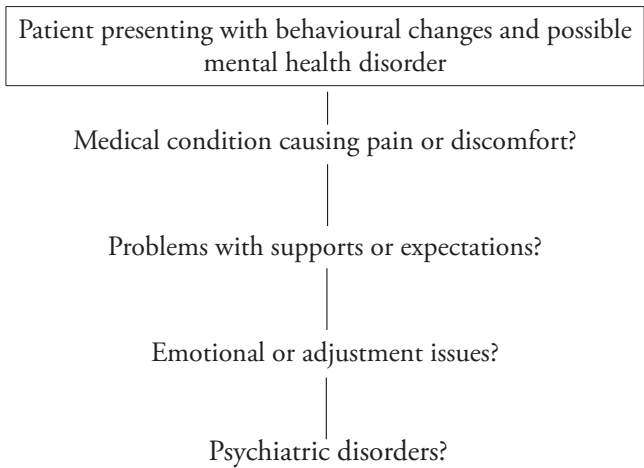 Patient presenting with behavioural changes and possible
mental health disorder
Medical condition causing pain or discomfort?
Problems with supports or expectations?
Emotional or adjustment issues?
Psychiatric disorders?